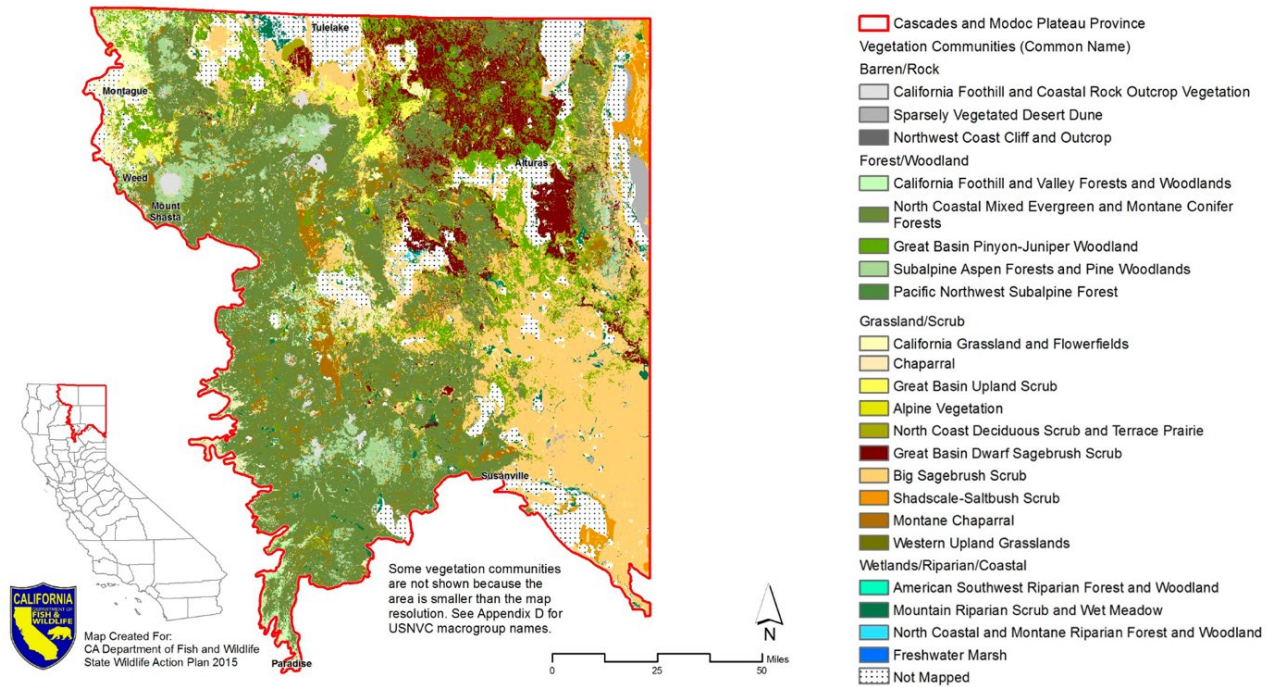 Tulelake
Montague
Alturas
Weed
Mount
Shasta
Susanville
Paradise
Some vegetation communities
are not shown because the
area is smaller than the map
resolution. See Appendix D for
USNVC macrogroup names.
CALIFORNIA
DEPARTMENT OF
FISH &
WILDLIFE
Map Created For:
CA Department of Fish and Wildlife
State Wildlife Action Plan 2015
N
Miles
0 25 50
Cascades and Modoc Plateau Province
Vegetation Communities (Common Name)
Barren/Rock
California Foothill and Coastal Rock Outcrop Vegetation
Sparsely Vegetated Desert Dune
Northwest Coast Cliff and Outcrop
Forest/Woodland
California Foothill and Valley Forests and Woodlands
North Coastal Mixed Evergreen and Montane Conifer
Forests
Great Basin Pinyon-Juniper Woodland
Subalpine Aspen Forests and Pine Woodlands
Pacific Northwest Subalpine Forest
Grassland/Scrub
California Grassland and Flowerfields
Chaparral
Great Basin Upland Scrub
Alpine Vegetation
North Coast Deciduous Scrub and Terrace Prairie
Great Basin Dwarf Sagebrush Scrub
Big Sagebrush Scrub
Shadscale-Saltbush Scrub
Montane Chaparral
Western Upland Grasslands
Wetlands/Riparian/Coastal
American Southwest Riparian Forest and Woodland
Mountain Riparian Scrub and Wet Meadow
North Coastal and Montane Riparian Forest and Woodland
Freshwater Marsh
Not Mapped